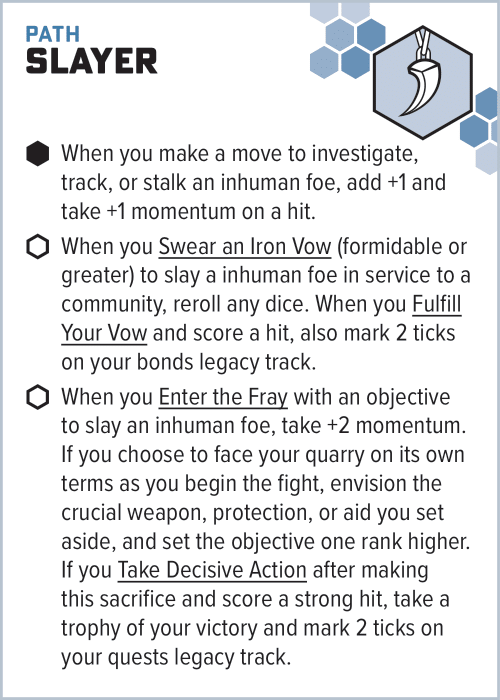 PATH
SLAYER
When you make a move to investigate,
track, or stalk an inhuman foe, add +1 and
take +1 momentum on a hit.
When you Swear an Iron Vow (formidable or
greater) to slay a inhuman foe in service to a
community, reroll any dice. When you Fulfill
Your Vow and score a hit, also mark 2 ticks
on your bonds legacy track.
When you Enter the Fray with an objective
to slay an inhuman foe, take +2 momentum.
If you choose to face your quarry on its own
terms as you begin the fight, envision the
crucial weapon, protection, or aid you set
aside, and set the objective one rank higher.
If you Take Decisive Action after making
this sacrifice and score a strong hit, take a
trophy of your victory and mark 2 ticks on
your quests legacy track.